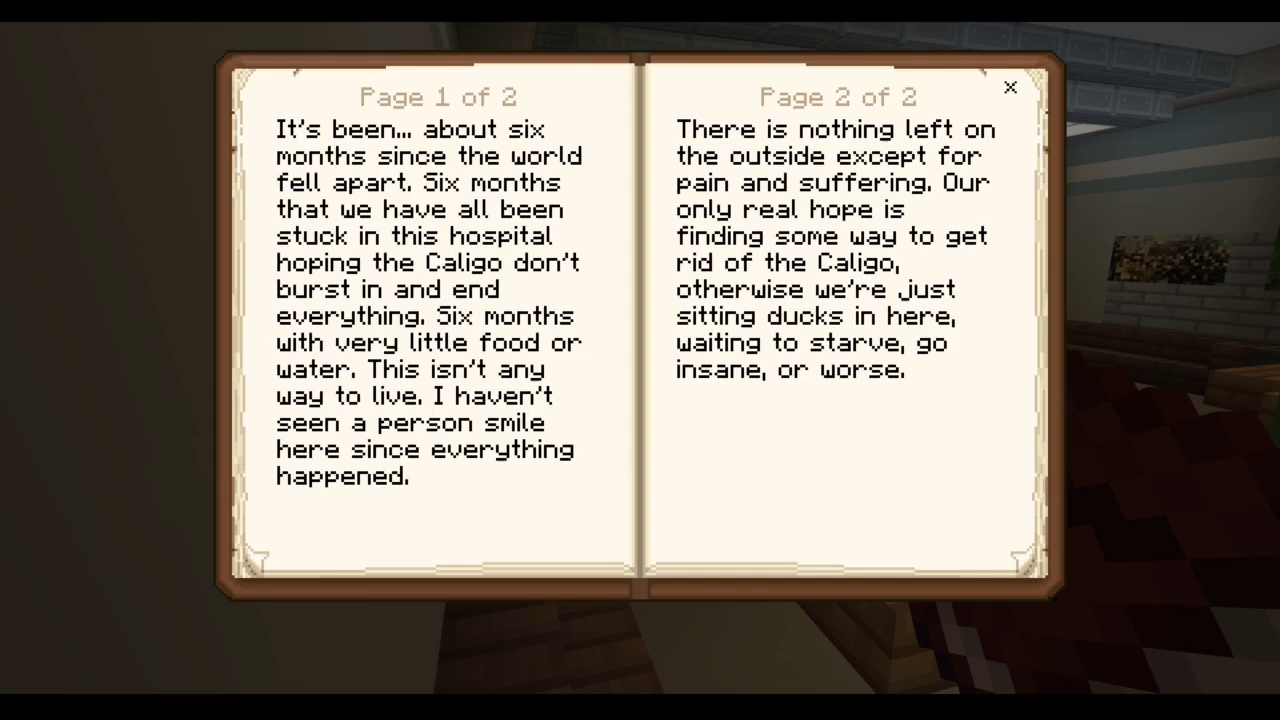 Page 1 of 2
It's been... about six
months since the world
fell apart. Six months
that we have all been
stuck in this hospital
hoping the Caligo don't
burst in and end
everything. Six months
with very little food or
water. This isn't any
way to live. I haven't
seen a person smile
here since everything
happened.
Page 2 of 2
There is nothing left on
the outside except for
pain and suffering. Our
only real hope is
finding some way to get
rid of the Caligo,
otherwise we're just
sitting ducks in here,
waiting to starve, go
insane, or worse.